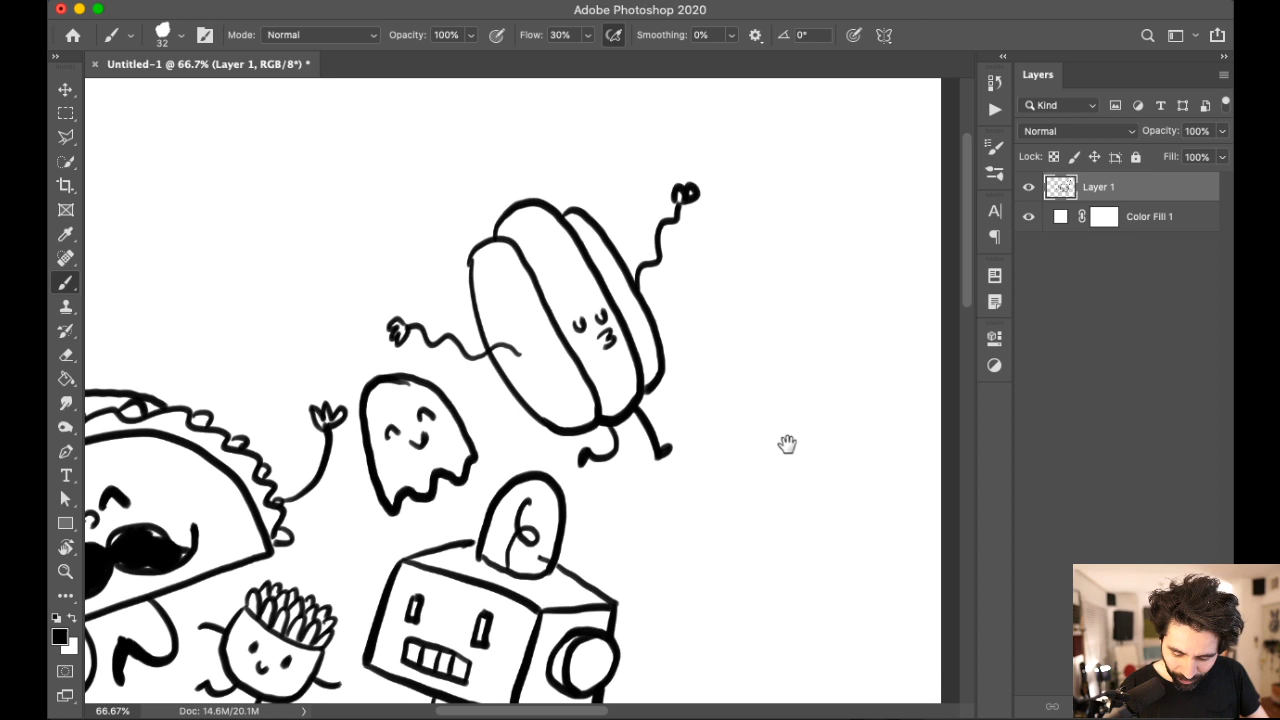 Adobe Photoshop 2020
32 Mode: Normal Opacity: 100% Flow: 30% Smoothing: 0% 0°
Untitled-1 @ 66.7% (Layer 1, RGB/8*) *
Layers
Kind
Normal Opacity: 100%
Lock: Fill: 100%
Layer 1
Color Fill 1
66.67% Doc: 14.6M/20.1M